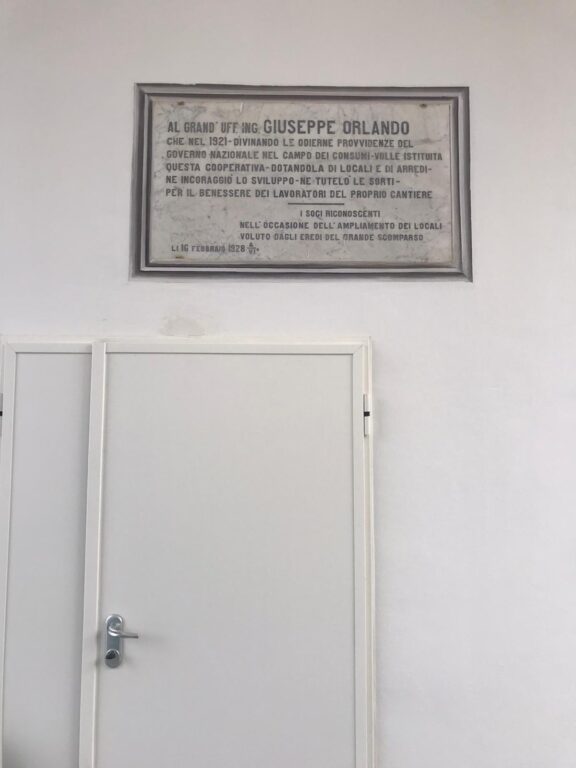 AL GRAND' UFF. ING. GIUSEPPE ORLANDO
CHE NEL 1921-DIVINANDO LE ODIERNE PROVVIDENZE DEL
GOVERNO NAZIONALE NEL CAMPO DEI CONSUMI-VOLLE ISTITUITA
QUESTA COOPERATIVA-DOTANDOLA DI LOCALI E DI ARREDI-
NE INCORAGGIÒ LO SVILUPPO-NE TUTELÒ LE SORTI-
PER IL BENESSERE DEI LAVORATORI DEL PROPRIO CANTIERE
I SOCI RICONOSCENTI
NELL'OCCASIONE DELL'AMPLIAMENTO DEI LOCALI
VOLUTO DAGLI EREDI DEL GRANDE SCOMPARSO
LI 16 FEBBRAIO 1928